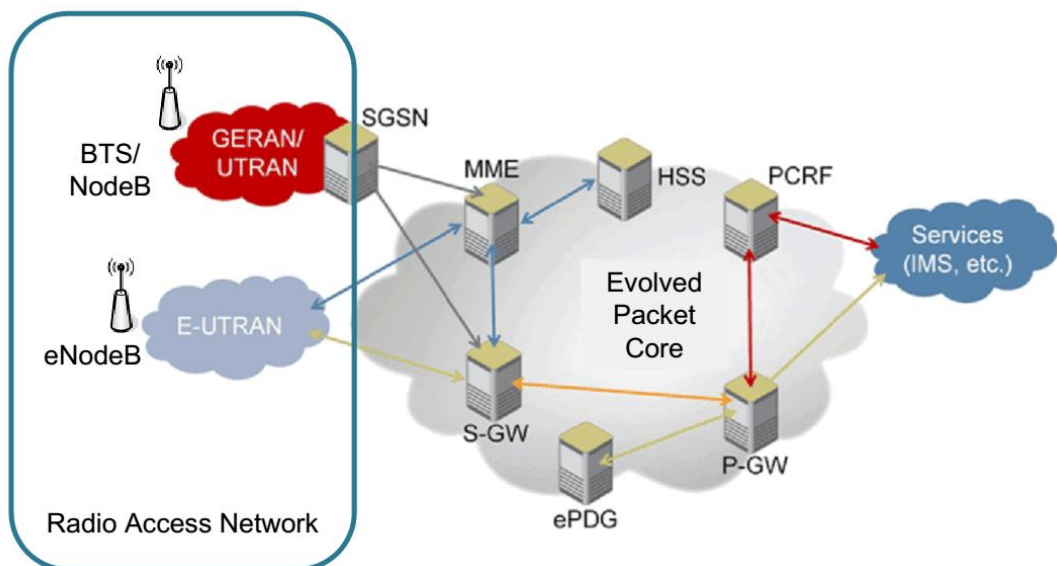 SGSN
GERAN/
UTRAN
BTS/
NodeB
MME
HSS
PCRF
Services
(IMS, etc.)
Evolved
Packet
Core
E-UTRAN
eNodeB
S-GW
P-GW
ePDG
Radio Access Network